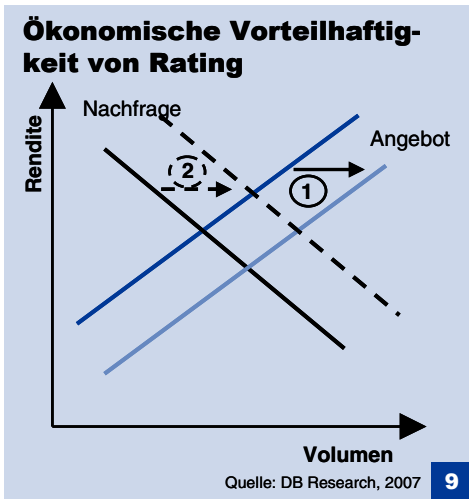 Ökonomische Vorteilhaftig-
keit von Rating
Nachfrage
Rendite
Angebot
2
1
Volumen
Quelle: DB Research, 2007
9